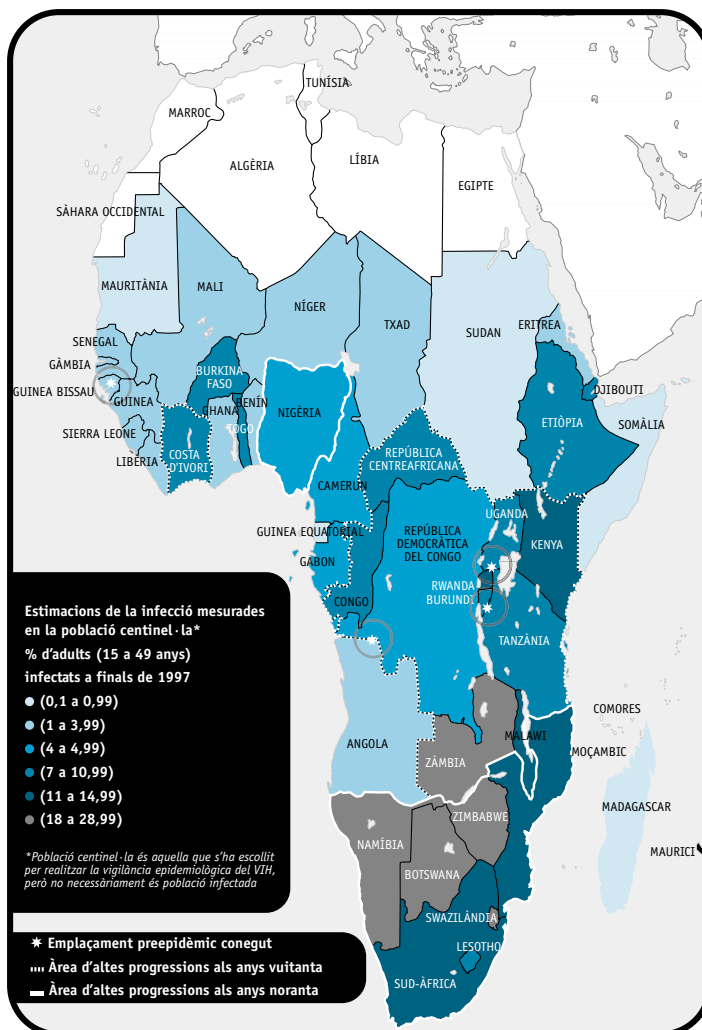 TUNÍSIA
MARROC
ALGÈRIA
LÍBIA
EGIPTE
SÀHARA OCCIDENTAL
MAURITÀNIA
MALI
NÍGER
TXAD
SUDAN
ERITREA
SENEGAL
GÀMBIA
GUINEA BISSAU
GUINEA
BURKINA
FASO
GHANA
BENÍN
TOGO
NIGÈRIA
DJIBOUTI
ETIÒPIA
SOMÀLIA
SIERRA LEONE
LIBÈRIA
COSTA
D'IVORI
REPÚBLICA
CENTREAFRICANA
CAMERUN
UGANDA
KENYA
GUINEA EQUATORIAL
REPÚBLICA
DEMOCRÀTICA
DEL CONGO
GABON
CONGO
RWANDA
BURUNDI
TANZÀNIA
ANGOLA
ZÀMBIA
MALAWI
COMORES
MOÇAMBIC
MADAGASCAR
MAURICI
NAMÍBIA
ZIMBABWE
BOTSWANA
SWAZILÀNDIA
LESOTHO
SUD-ÀFRICA
Estimacions de la infecció mesurades
en la població centinel·la*
% d'adults (15 a 49 anys)
infectats a finals de 1997
(0,1 a 0,99)
(1 a 3,99)
(4 a 4,99)
(7 a 10,99)
(11 a 14,99)
(18 a 28,99)
*Població centinel·la és aquella que s'ha escollit
per realitzar la vigilància epidemiològica del VIH,
però no necessàriament és població infectada
Emplaçament preepidèmic conegut
Àrea d'altes progressions als anys vuitanta
Àrea d'altes progressions als anys noranta